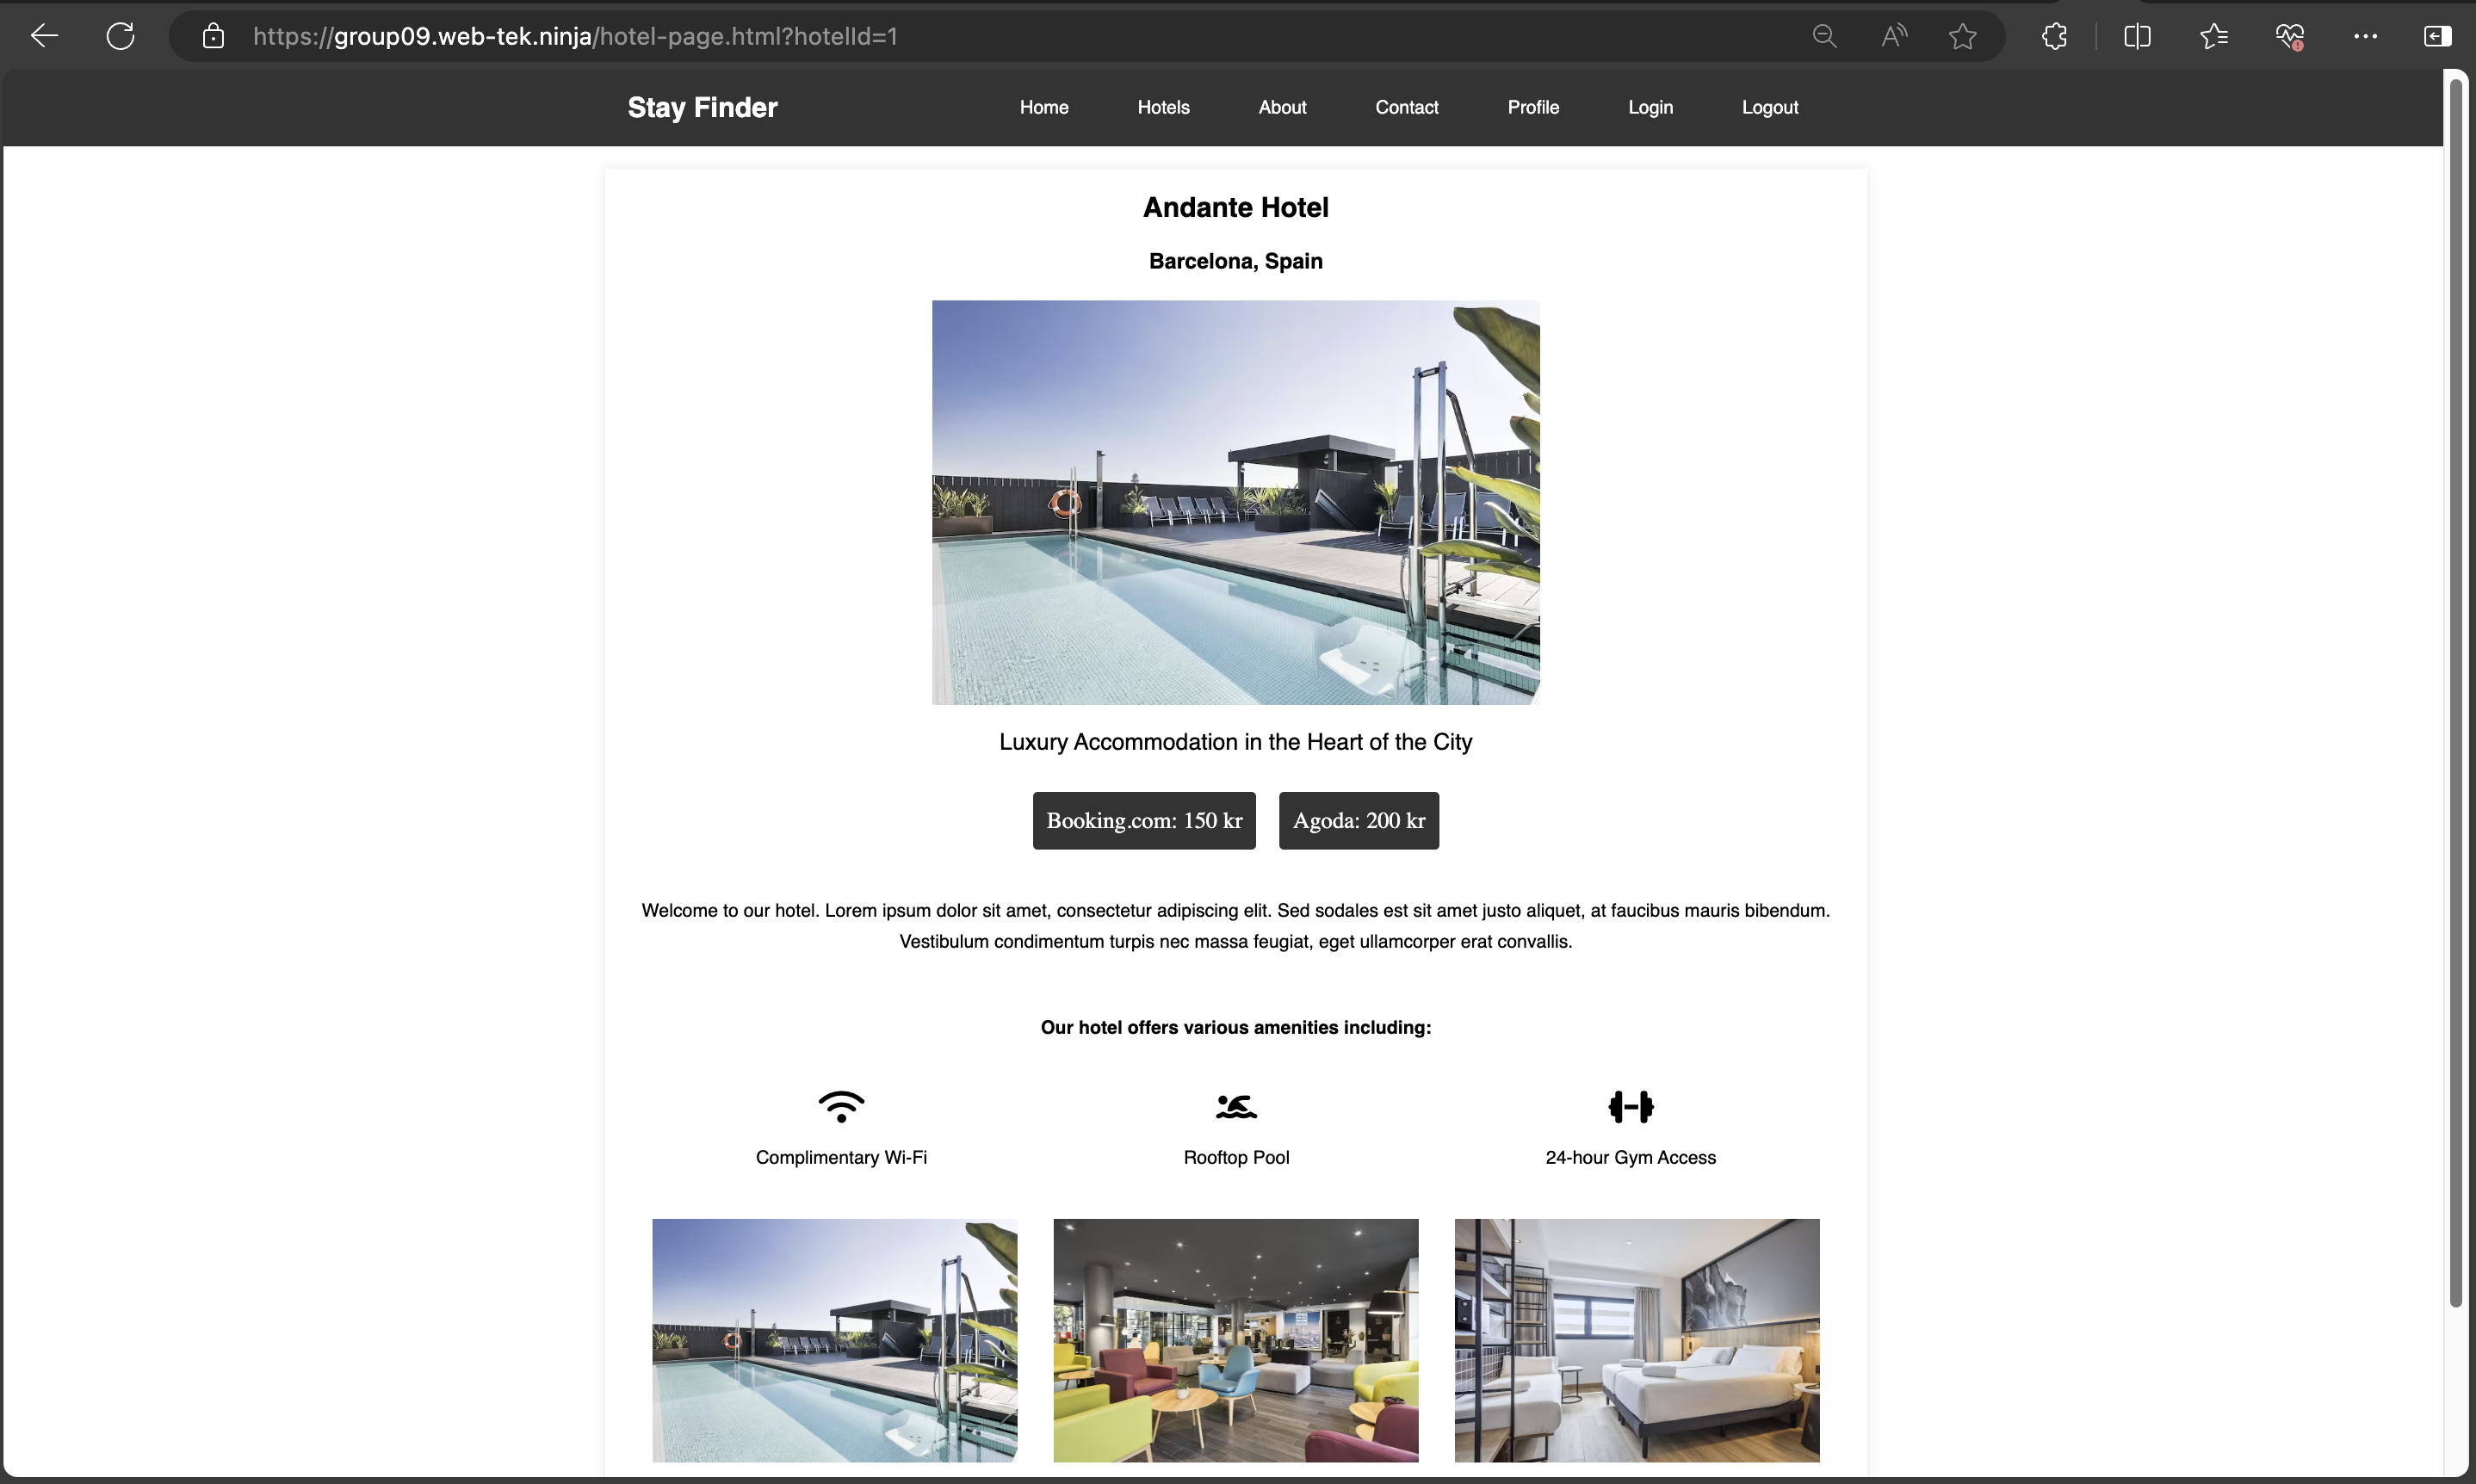 https://group09.web-tek.ninja/hotel-page.html?hotelId=1
Stay Finder
Home Hotels About Contact Profile Login Logout
Andante Hotel
Barcelona, Spain
Luxury Accommodation in the Heart of the City
Booking.com: 150 kr Agoda: 200 kr
Welcome to our hotel. Lorem ipsum dolor sit amet, consectetur adipiscing elit. Sed sodales est sit amet justo aliquet, at faucibus mauris bibendum.
Vestibulum condimentum turpis nec massa feugiat, eget ullamcorper erat convallis.
Our hotel offers various amenities including:
Complimentary Wi-Fi Rooftop Pool 24-hour Gym Access